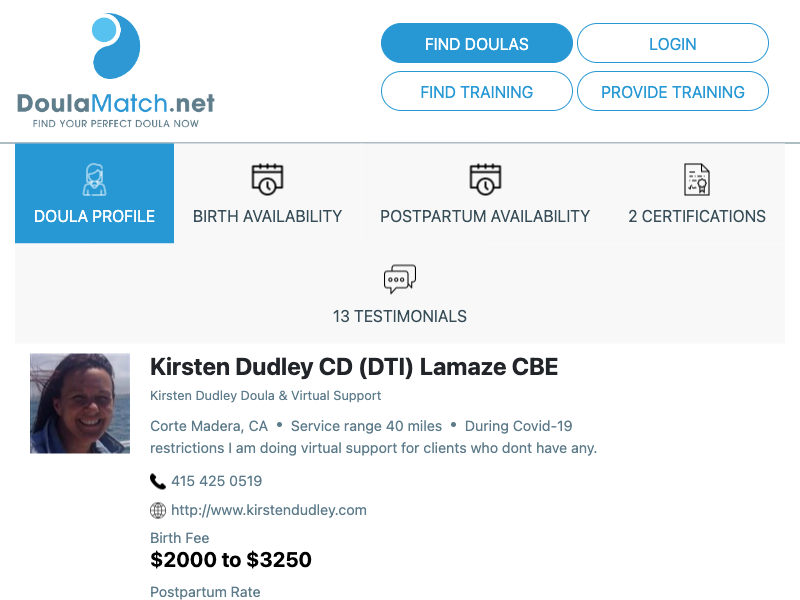 DoulaMatch.net
FIND YOUR PERFECT DOULA NOW
FIND DOULAS
LOGIN
FIND TRAINING
PROVIDE TRAINING
DOULA PROFILE
BIRTH AVAILABILITY
POSTPARTUM AVAILABILITY
2 CERTIFICATIONS
13 TESTIMONIALS
Kirsten Dudley CD (DTI) Lamaze CBE
Kirsten Dudley Doula & Virtual Support
Corte Madera, CA • Service range 40 miles • During Covid-19
restrictions I am doing virtual support for clients who dont have any.
415 425 0519
http://www.kirstendudley.com
Birth Fee
$2000 to $3250
Postpartum Rate